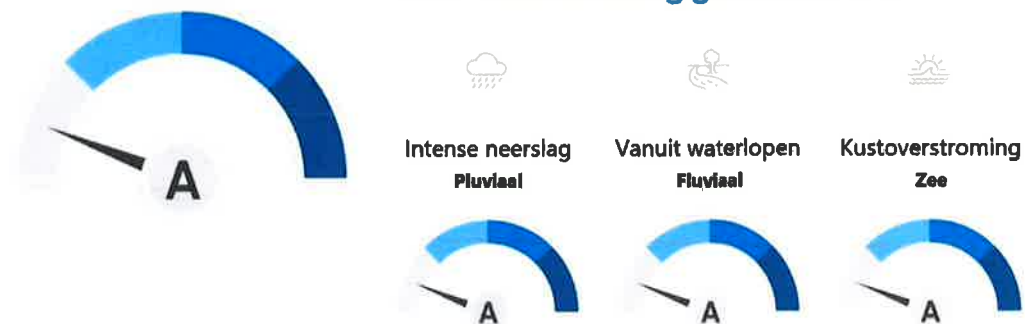 A
Intense neerslag
Pluviaal
A
Vanuit waterlopen
Fluviaal
A
Kustoverstroming
Zee
A